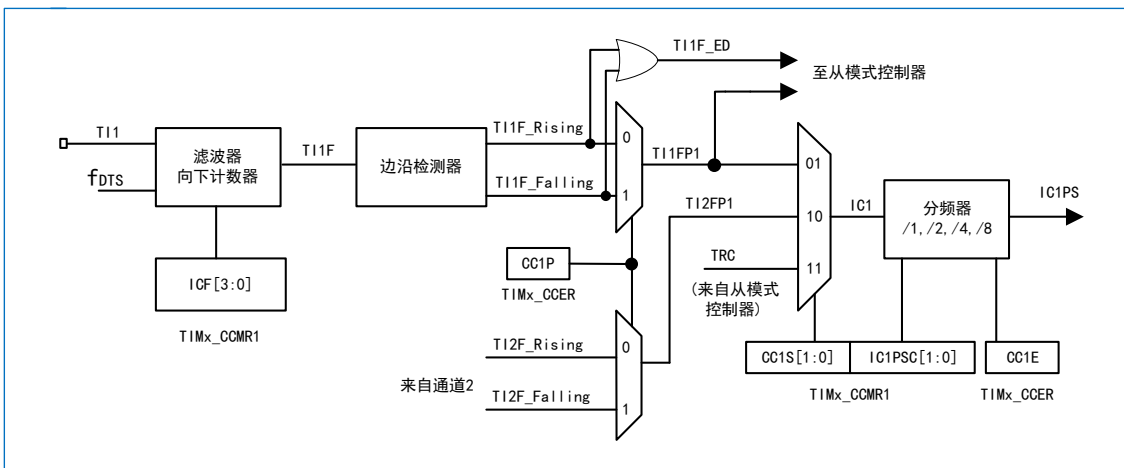 TI1F_ED
至从模式控制器
TI1
fDTS
滤波器
向下计数器
TI1F
边沿检测器
TI1F_Rising
TI1F_Falling
0
1
TI1FP1
TI2FP1
TRC
(来自从模式
控制器)
01
10
11
IC1
分频器
/1,/2,/4,/8
IC1PS
ICF[3:0]
TIMx_CCMR1
CC1P
TIMx_CCER
来自通道2
TI2F_Rising
TI2F_Falling
0
1
CC1S[1:0]
IC1PSC[1:0]
CC1E
TIMx_CCMR1
TIMx_CCER